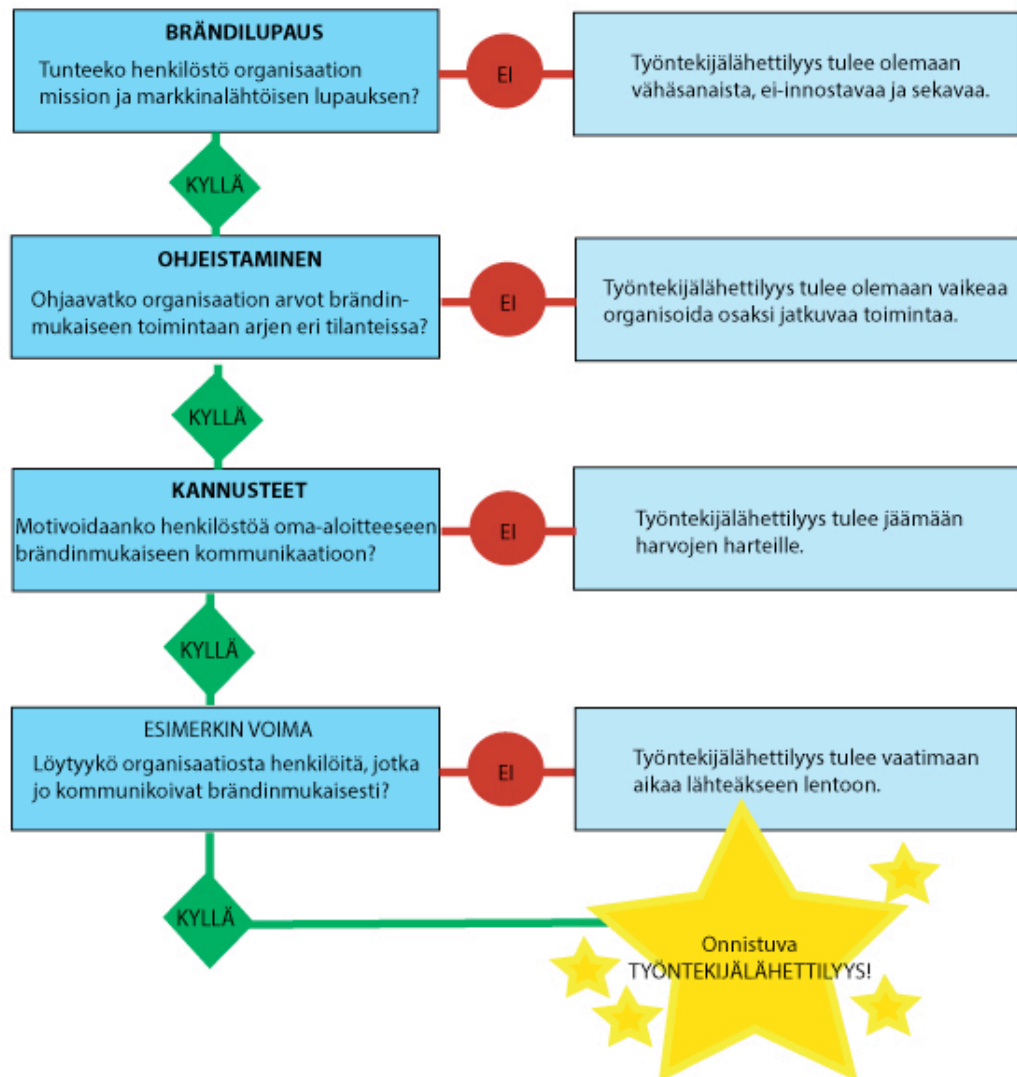 BRÄNDILUPAUS
Tunteeko henkilöstö organisaation
mission ja markkinalähtöisen lupauksen?
EI
Työntekijälähettilyys tulee olemaan
vähäsanaista, ei-innostavaa ja sekavaa.
KYLLÄ
OHJEISTAMINEN
Ohjaavatko organisaation arvot brändin-
mukaiseen toimintaan arjen eri tilanteissa?
EI
Työntekijälähettilyys tulee olemaan vaikeaa
organisoida osaksi jatkuvaa toimintaa.
KYLLÄ
KANNUSTEET
Motivoidaanko henkilöstöä oma-aloitteeseen
brändinmukaiseen kommunikaatioon?
EI
Työntekijälähettilyys tulee jäämään
harvojen harteille.
KYLLÄ
ESIMERKIN VOIMA
Löytyykö organisaatiosta henkilöitä, jotka
jo kommunikoivat brändinmukaisesti?
EI
Työntekijälähettilyys tulee vaatimaan
aikaa lähteäkseen lentoon.
KYLLÄ
Onnistuva
TYÖNTEKIJÄLÄHETTILYYS!